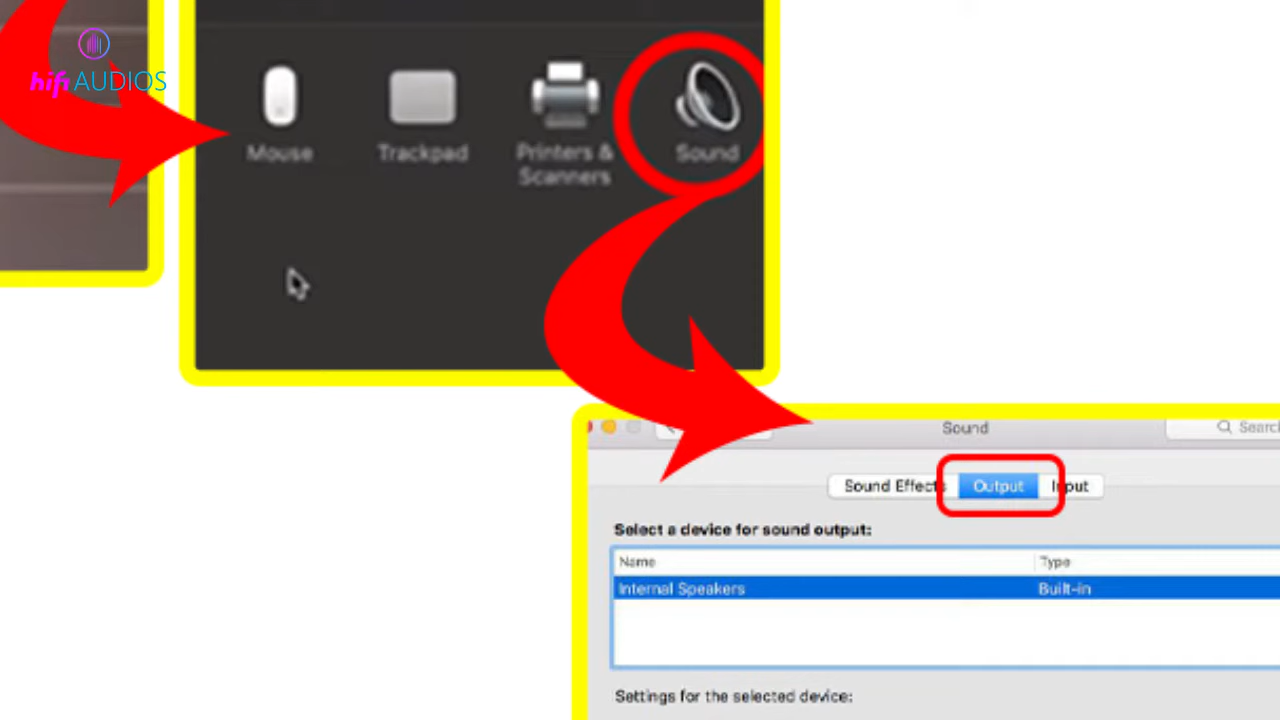 hifi AUDIOS
Mouse
Trackpad
Printers &
Scanners
Sound
Sound
Search
Sound Effects
Output
Input
Select a device for sound output:
Name
Type
Internal Speakers
Built-in
Settings for the selected device: